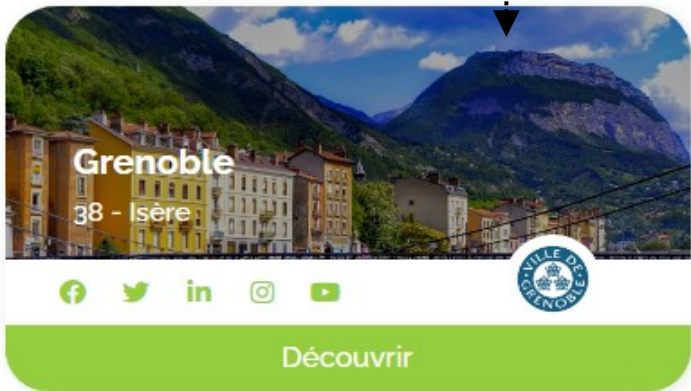 Grenoble
38 - Isère
VILLE DE
GRENOBLE
Découvrir